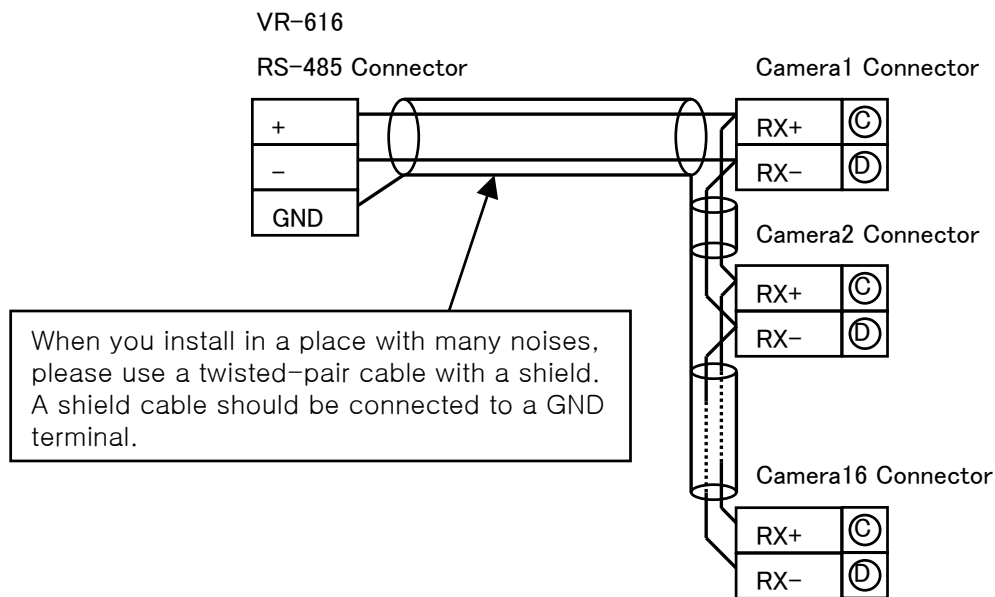 VR-616
RS-485 Connector
Camera1 Connector
+
RX+ Ⓒ
-
RX- Ⓓ
GND
Camera2 Connector
RX+ Ⓒ
RX- Ⓓ
When you install in a place with many noises,
please use a twisted-pair cable with a shield.
A shield cable should be connected to a GND
terminal.
Camera16 Connector
RX+ Ⓒ
RX- Ⓓ